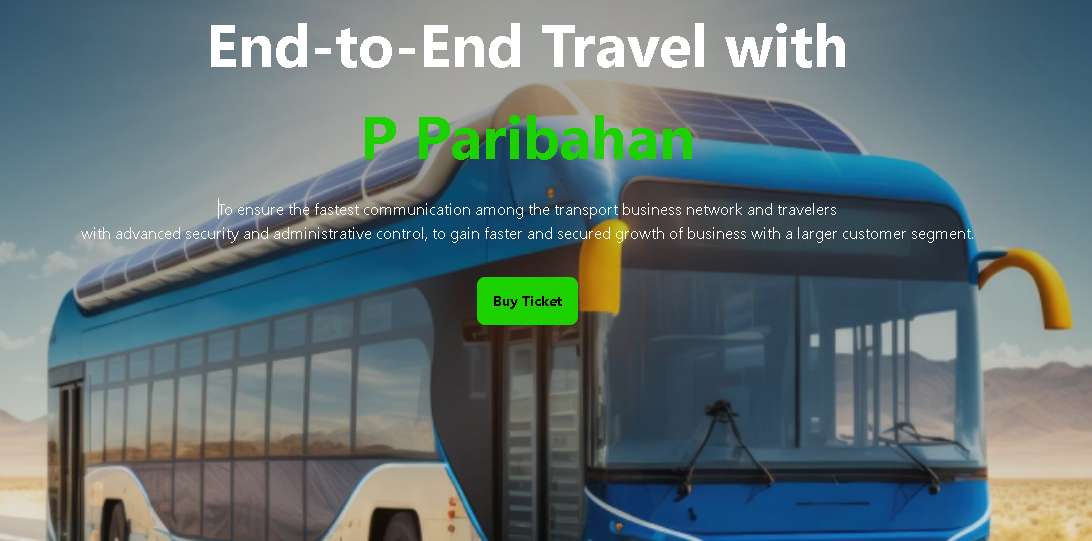 End-to-End Travel with
P Paribahan
To ensure the fastest communication among the transport business network and travelers
with advanced security and administrative control, to gain faster and secured growth of business with a larger customer segment.
Buy Ticket